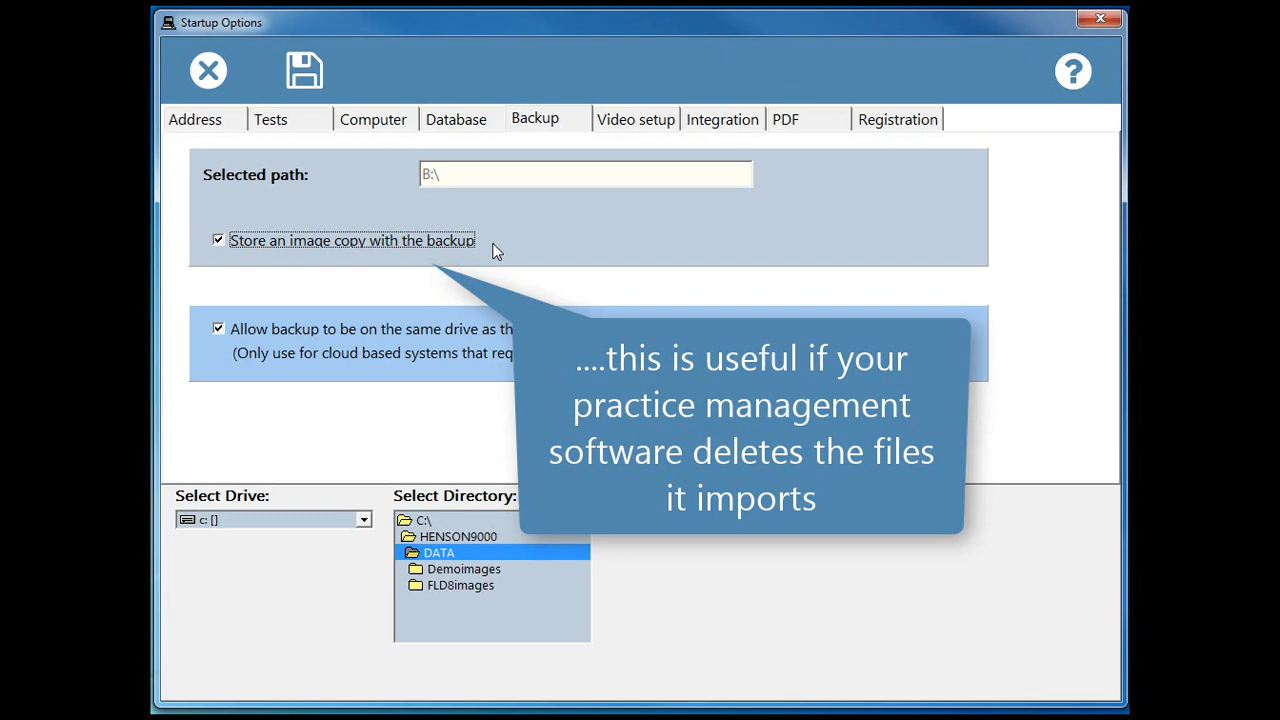 Startup Options
Address Tests Computer Database Backup Video setup Integration PDF Registration
Selected path: B:\
Store an image copy with the backup
Allow backup to be on the same drive as th
(Only use for cloud based systems that req
....this is useful if your
practice management
software deletes the files
it imports
Select Drive: Select Directory:
c: []
C:\
HENSON9000
DATA
Demoimages
FLD8images